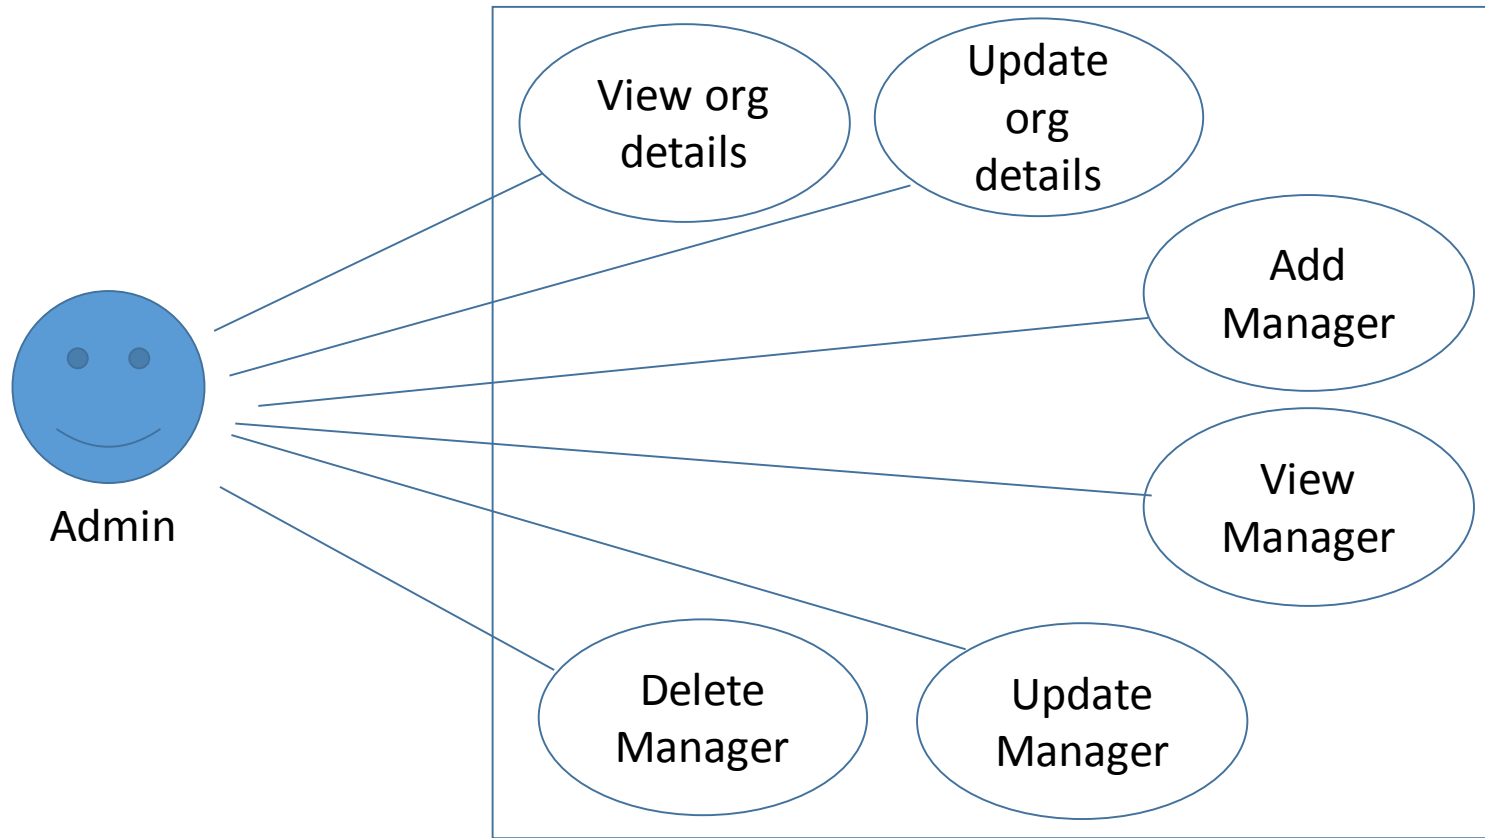 View org
details
Update
org
details
Add
Manager
View
Manager
Admin
Delete
Manager
Update
Manager